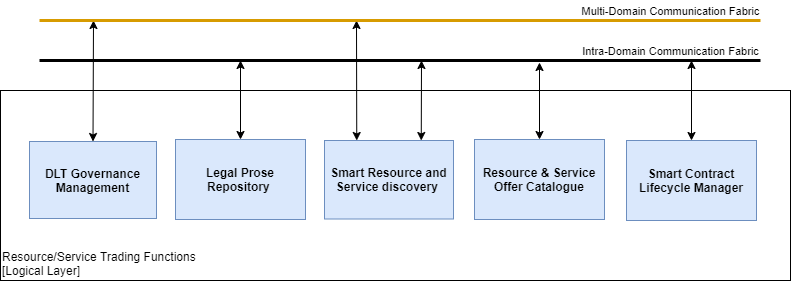 Multi-Domain Communication Fabric
Intra-Domain Communication Fabric
DLT Governance
Management
Legal Prose
Repository
Smart Resource and
Service discovery
Resource & Service
Offer Catalogue
Smart Contract
Lifecycle Manager
Resource/Service Trading Functions
[Logical Layer]